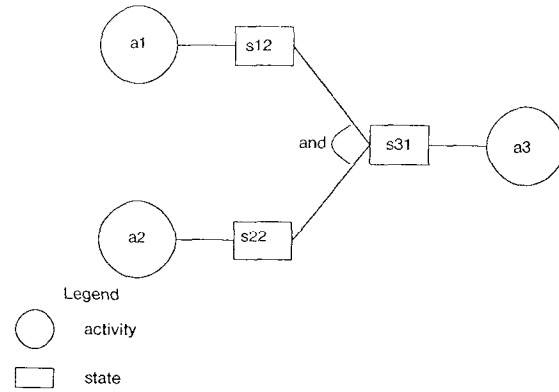 a1
s12
and
s31
a3
a2
s22
Legend
activity
state